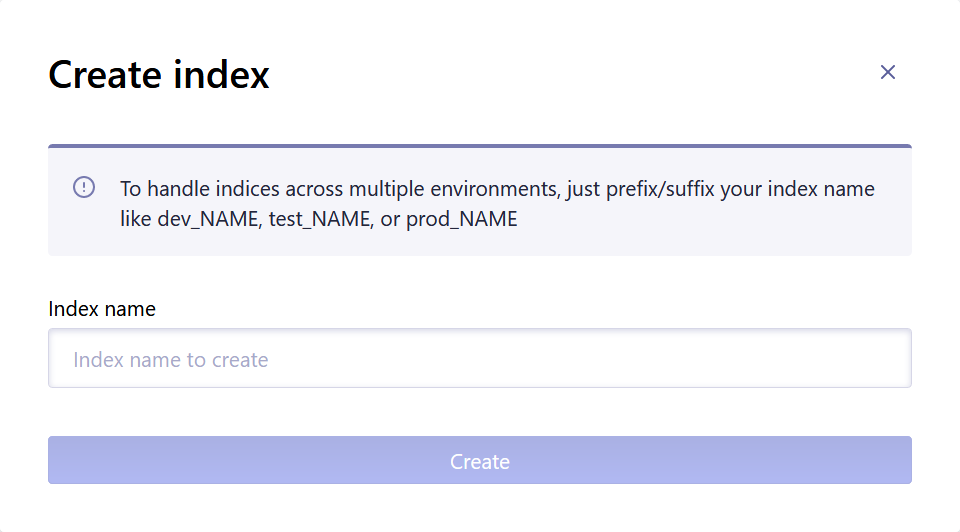 Create index
To handle indices across multiple environments, just prefix/suffix your index name
like dev_NAME, test_NAME, or prod_NAME
Index name
Index name to create
Create